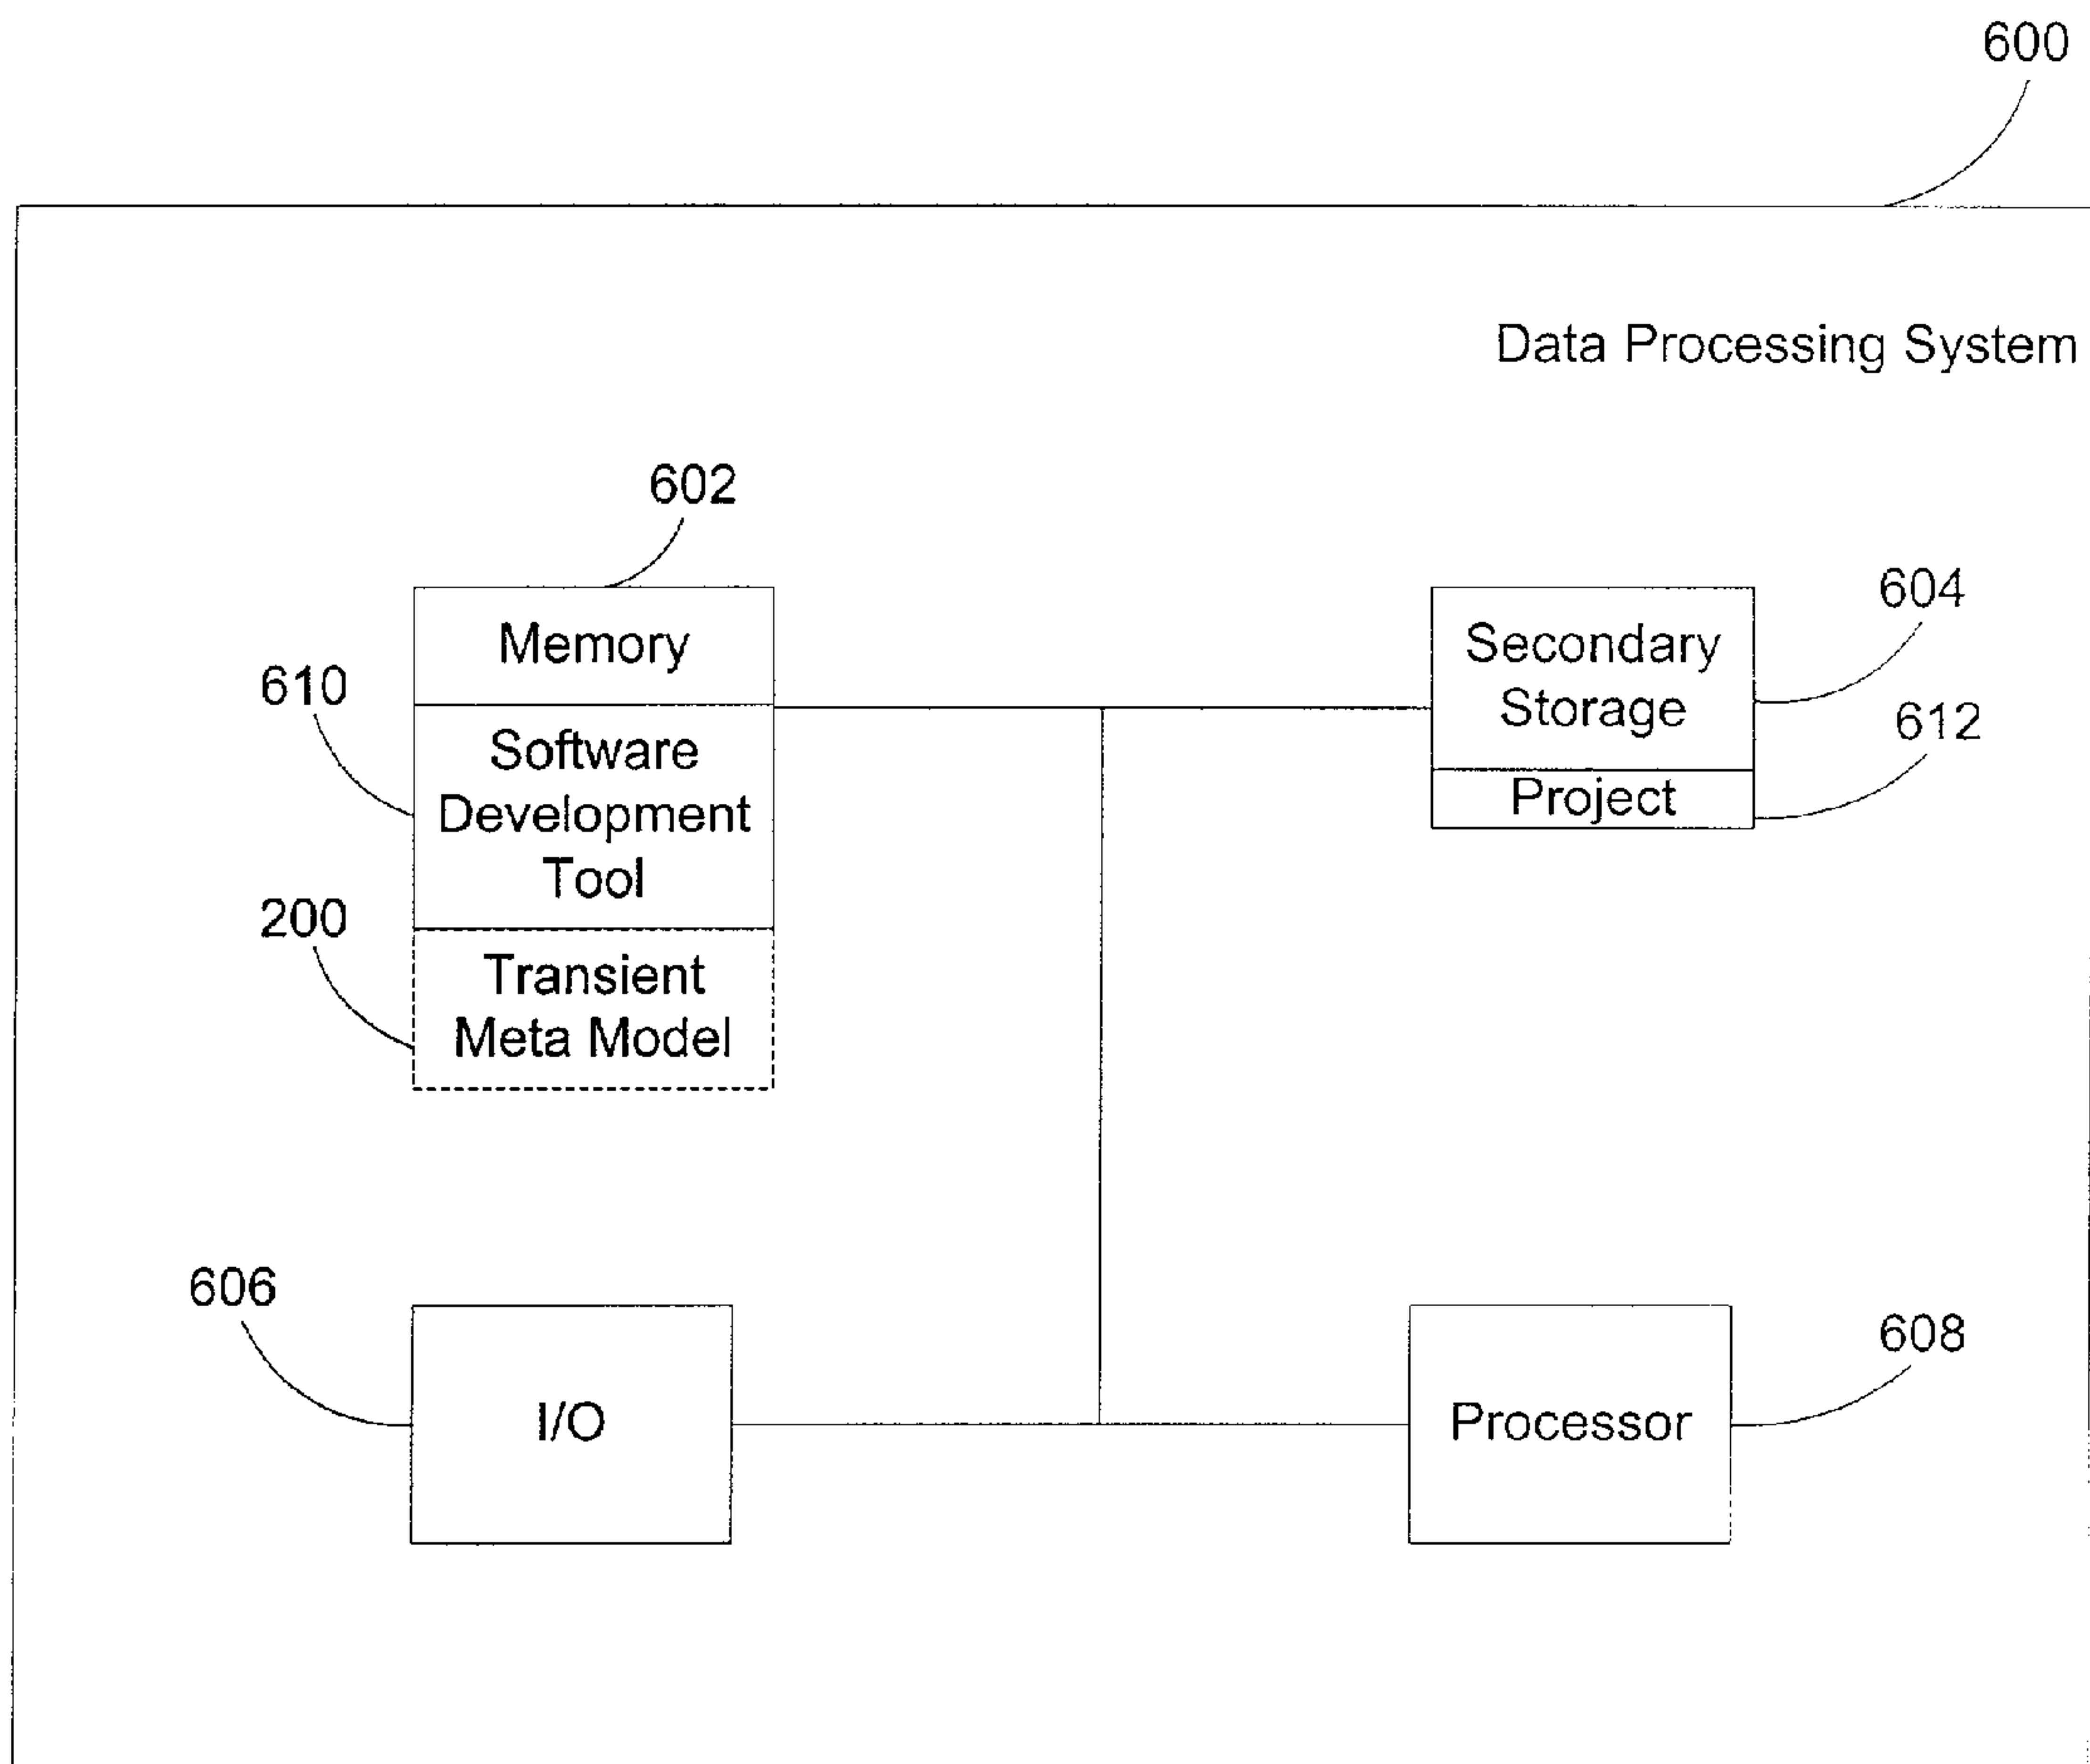 600
Data Processing System
602
Memory
610
Software
Development
Tool
200
Transient
Meta Model
604
Secondary
Storage
612
Project
606
I/O
608
Processor